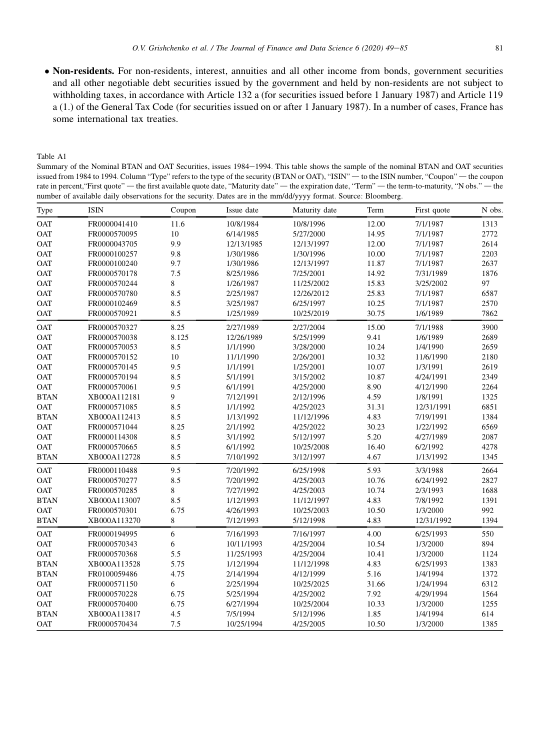 O.V. Grishchenko et al. / The Journal of Finance and Data Science 6 (2020) 49–85 81
• Non-residents. For non-residents, interest, annuities and all other income from bonds, government securities
and all other negotiable debt securities issued by the government and held by non-residents are not subject to
withholding taxes, in accordance with Article 132 a (for securities issued before 1 January 1987) and Article 119
a (1.) of the General Tax Code (for securities issued on or after 1 January 1987). In a number of cases, France has
some international tax treaties.
Table A1
Summary of the Nominal BTAN and OAT Securities, issues 1984–1994. This table shows the sample of the nominal BTAN and OAT securities
issued from 1984 to 1994. Column “Type” refers to the type of the security (BTAN or OAT), “ISIN” — to the ISIN number, “Coupon” — the coupon
rate in percent,“First quote” — the first available quote date, “Maturity date” — the expiration date, “Term” — the term-to-maturity, “N obs.” — the
number of available daily observations for the security. Dates are in the mm/dd/yyyy format. Source: Bloomberg.
Type ISIN Coupon Issue date Maturity date Term First quote N obs.
OAT FR0000041410 11.6 10/8/1984 10/8/1996 12.00 7/1/1987 1313
OAT FR0000570095 10 6/14/1985 5/27/2000 14.95 7/1/1987 2772
OAT FR0000043705 9.9 12/13/1985 12/13/1997 12.00 7/1/1987 2614
OAT FR0000100257 9.8 1/30/1986 1/30/1996 10.00 7/1/1987 2203
OAT FR0000100240 9.7 1/30/1986 12/13/1997 11.87 7/1/1987 2637
OAT FR0000570178 7.5 8/25/1986 7/25/2001 14.92 7/31/1989 1876
OAT FR0000570244 8 1/26/1987 11/25/2002 15.83 3/25/2002 97
OAT FR0000570780 8.5 2/25/1987 12/26/2012 25.83 7/1/1987 6587
OAT FR0000102469 8.5 3/25/1987 6/25/1997 10.25 7/1/1987 2570
OAT FR0000570921 8.5 1/25/1989 10/25/2019 30.75 1/6/1989 7862
OAT FR0000570327 8.25 2/27/1989 2/27/2004 15.00 7/1/1988 3900
OAT FR0000570038 8.125 12/26/1989 5/25/1999 9.41 1/6/1989 2689
OAT FR0000570053 8.5 1/1/1990 3/28/2000 10.24 1/4/1990 2659
OAT FR0000570152 10 11/1/1990 2/26/2001 10.32 11/6/1990 2180
OAT FR0000570145 9.5 1/1/1991 1/25/2001 10.07 1/3/1991 2619
OAT FR0000570194 8.5 5/1/1991 3/15/2002 10.87 4/24/1991 2349
OAT FR0000570061 9.5 6/1/1991 4/25/2000 8.90 4/12/1990 2264
BTAN XB000A112181 9 7/12/1991 2/12/1996 4.59 1/8/1991 1325
OAT FR0000571085 8.5 1/1/1992 4/25/2023 31.31 12/31/1991 6851
BTAN XB000A112413 8.5 1/13/1992 11/12/1996 4.83 7/19/1991 1384
OAT FR0000571044 8.25 2/1/1992 4/25/2022 30.23 1/22/1992 6569
OAT FR0000114308 8.5 3/1/1992 5/12/1997 5.20 4/27/1989 2087
OAT FR0000570665 8.5 6/1/1992 10/25/2008 16.40 6/2/1992 4278
BTAN XB000A112728 8.5 7/10/1992 3/12/1997 4.67 1/13/1992 1345
OAT FR0000110488 9.5 7/20/1992 6/25/1998 5.93 3/3/1988 2664
OAT FR0000570277 8.5 7/20/1992 4/25/2003 10.76 6/24/1992 2827
OAT FR0000570285 8 7/27/1992 4/25/2003 10.74 2/3/1993 1688
BTAN XB000A113007 8.5 1/12/1993 11/12/1997 4.83 7/8/1992 1391
OAT FR0000570301 6.75 4/26/1993 10/25/2003 10.50 1/3/2000 992
BTAN XB000A113270 8 7/12/1993 5/12/1998 4.83 12/31/1992 1394
OAT FR0000194995 6 7/16/1993 7/16/1997 4.00 6/25/1993 550
OAT FR0000570343 6 10/11/1993 4/25/2004 10.54 1/3/2000 894
OAT FR0000570368 5.5 11/25/1993 4/25/2004 10.41 1/3/2000 1124
BTAN XB000A113528 5.75 1/12/1994 11/12/1998 4.83 6/25/1993 1383
BTAN FR0100059486 4.75 2/14/1994 4/12/1999 5.16 1/4/1994 1372
OAT FR0000571150 6 2/25/1994 10/25/2025 31.66 1/24/1994 6312
OAT FR0000570228 6.75 5/25/1994 4/25/2002 7.92 4/29/1994 1564
OAT FR0000570400 6.75 6/27/1994 10/25/2004 10.33 1/3/2000 1255
BTAN XB000A113817 4.5 7/5/1994 5/12/1996 1.85 1/4/1994 614
OAT FR0000570434 7.5 10/25/1994 4/25/2005 10.50 1/3/2000 1385